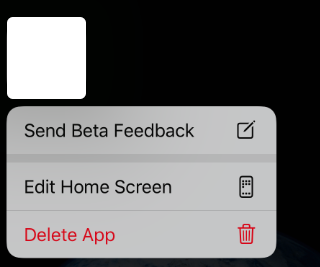 Send Beta Feedback
Edit Home Screen
Delete App